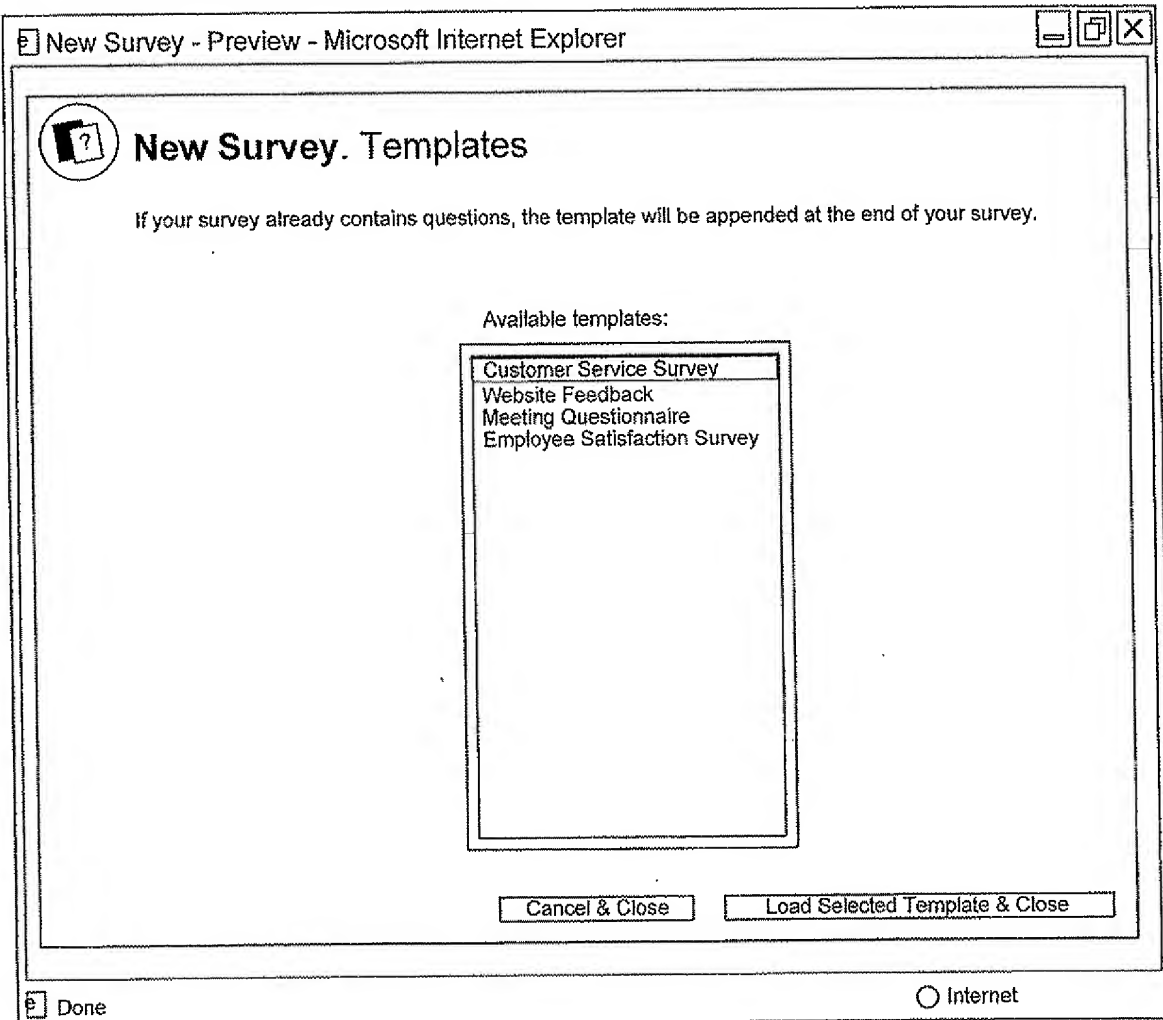 New Survey - Preview - Microsoft Internet Explorer
New Survey. Templates
If your survey already contains questions, the template will be appended at the end of your survey.
Available templates:
Customer Service Survey
Website Feedback
Meeting Questionnaire
Employee Satisfaction Survey
Cancel & Close
Load Selected Template & Close
Done
Internet